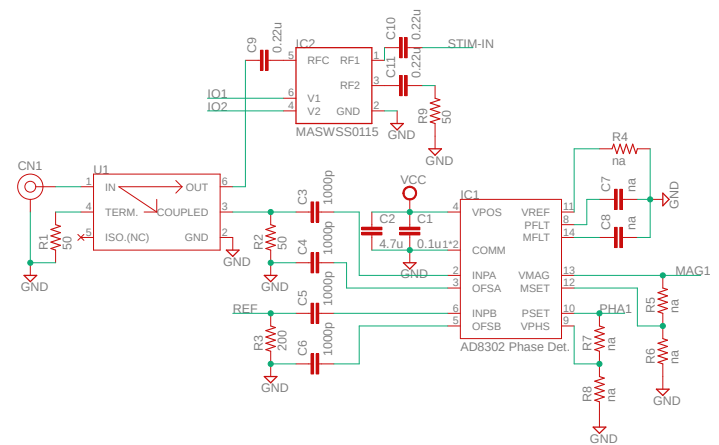 C9
0.22u
IC2
5 RFC
RF1 1
C10
0.22u
STIM-IN
RF2 3
C11
0.22u
IO1
6 V1
IO2
4 V2
GND 2
MASWSS0115
GND
R9
50
GND
CN1
U1
1 IN
OUT 6
4 TERM.
COUPLED 3
5 ISO.(NC)
GND 2
R1
50
GND
GND
R2
50
GND
C3
1000p
C4
1000p
VCC
C2
4.7u
C1
0.1u
GND
REF
R3
200
GND
C5
1000p
C6
1000p
IC1
4 VPOS
VREF 11
PFLT 8
MFLT 14
1*2 COMM
2 INPA
VMAG 13
3 OFSA
MSET 12
6 INPB
PSET 10
5 OFSB
VPHS 9
AD8302 Phase Det.
R4
na
C7
na
C8
na
GND
MAG1
R5
na
R6
na
GND
PHA1
R7
na
R8
na
GND